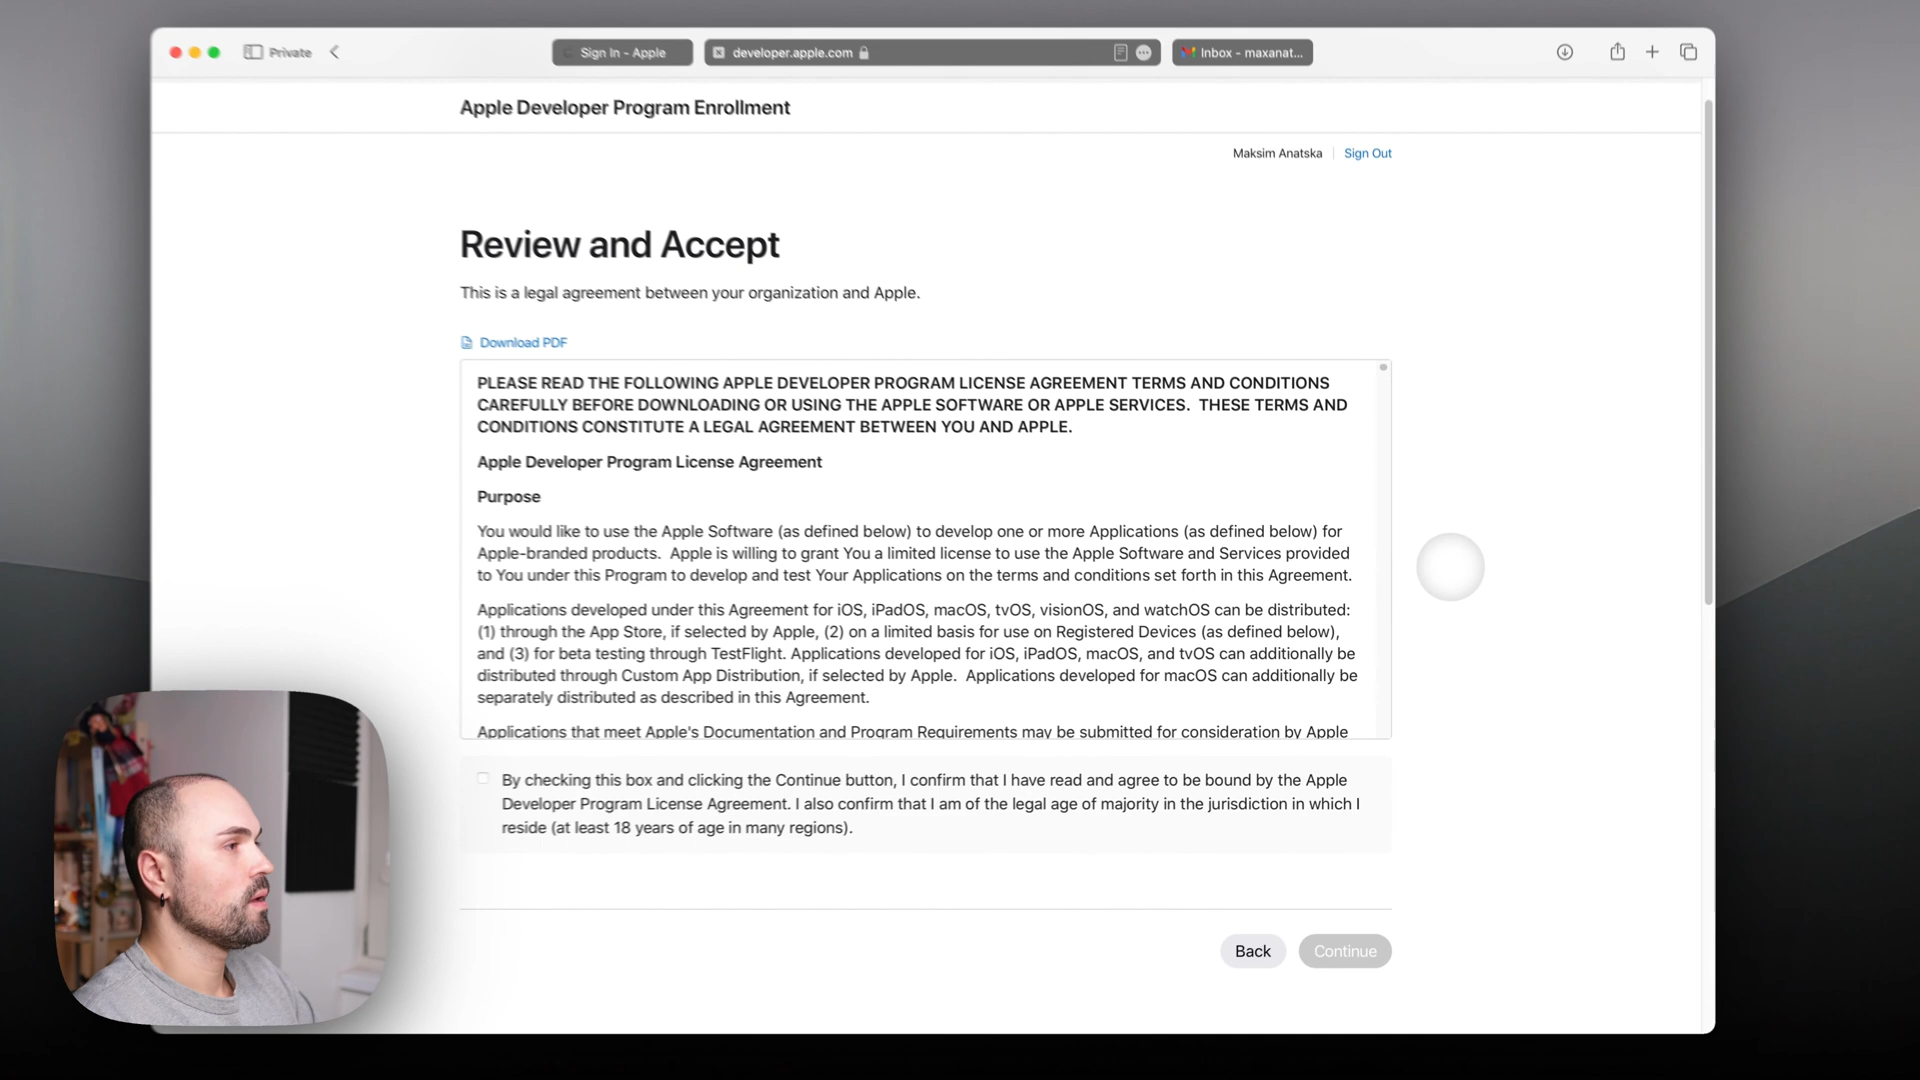 Private
Sign In - Apple
developer.apple.com
Inbox - maxanat...
Apple Developer Program Enrollment
Maksim Anatska
Sign Out
Review and Accept
This is a legal agreement between your organization and Apple.
Download PDF
PLEASE READ THE FOLLOWING APPLE DEVELOPER PROGRAM LICENSE AGREEMENT TERMS AND CONDITIONS
CAREFULLY BEFORE DOWNLOADING OR USING THE APPLE SOFTWARE OR APPLE SERVICES. THESE TERMS AND
CONDITIONS CONSTITUTE A LEGAL AGREEMENT BETWEEN YOU AND APPLE.
Apple Developer Program License Agreement
Purpose
You would like to use the Apple Software (as defined below) to develop one or more Applications (as defined below) for
Apple-branded products. Apple is willing to grant You a limited license to use the Apple Software and Services provided
to You under this Program to develop and test Your Applications on the terms and conditions set forth in this Agreement.
Applications developed under this Agreement for iOS, iPadOS, macOS, tvOS, visionOS, and watchOS can be distributed:
(1) through the App Store, if selected by Apple, (2) on a limited basis for use on Registered Devices (as defined below),
and (3) for beta testing through TestFlight. Applications developed for iOS, iPadOS, macOS, and tvOS can additionally be
distributed through Custom App Distribution, if selected by Apple. Applications developed for macOS can additionally be
separately distributed as described in this Agreement.
Applications that meet Apple's Documentation and Program Requirements may be submitted for consideration by Apple
By checking this box and clicking the Continue button, I confirm that I have read and agree to be bound by the Apple
Developer Program License Agreement. I also confirm that I am of the legal age of majority in the jurisdiction in which I
reside (at least 18 years of age in many regions).
Back
Continue